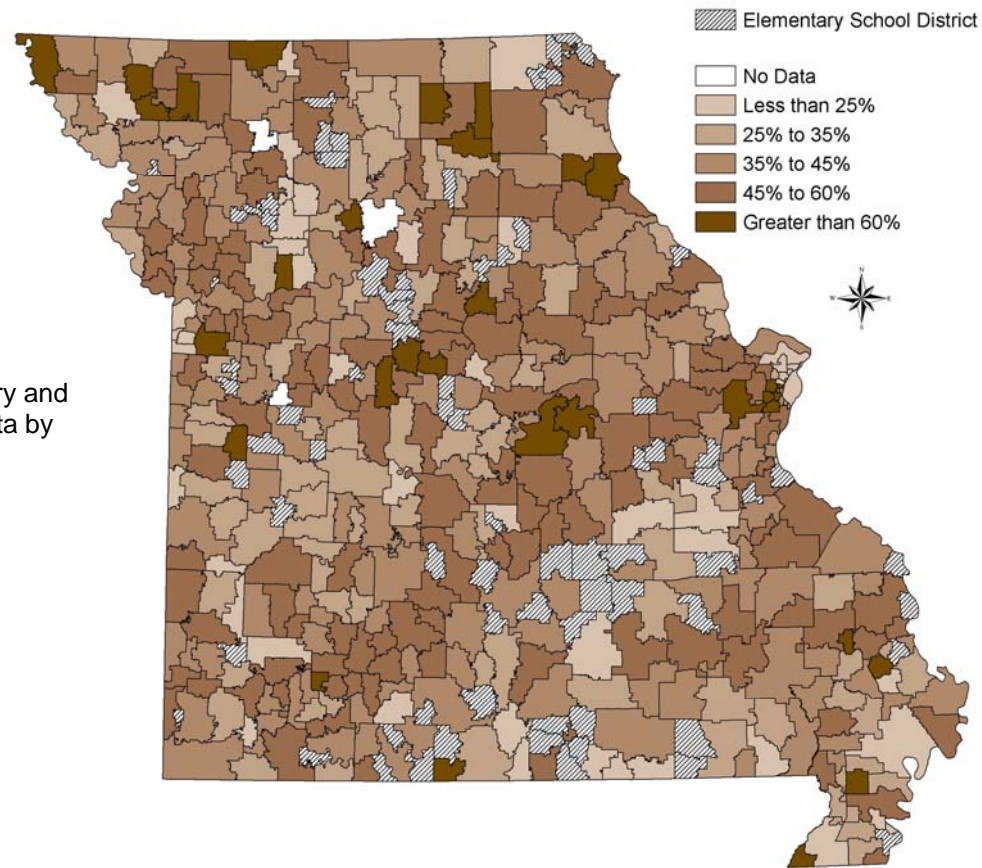 Elementary School District
No Data
Less than 25%
25% to 35%
35% to 45%
45% to 60%
Greater than 60%
N
W
E
S
ry and
ta by